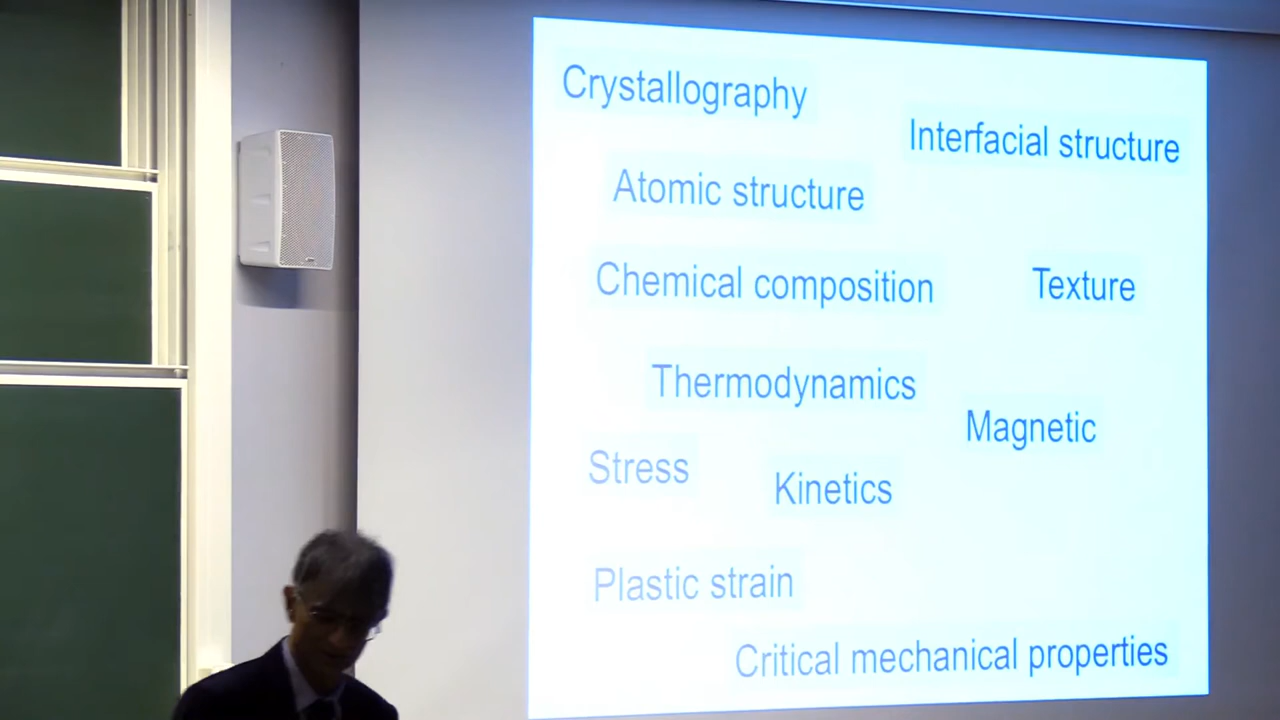 Crystallography
Interfacial structure
Atomic structure
Chemical composition
Texture
Thermodynamics
Magnetic
Stress
Kinetics
Plastic strain
Critical mechanical properties